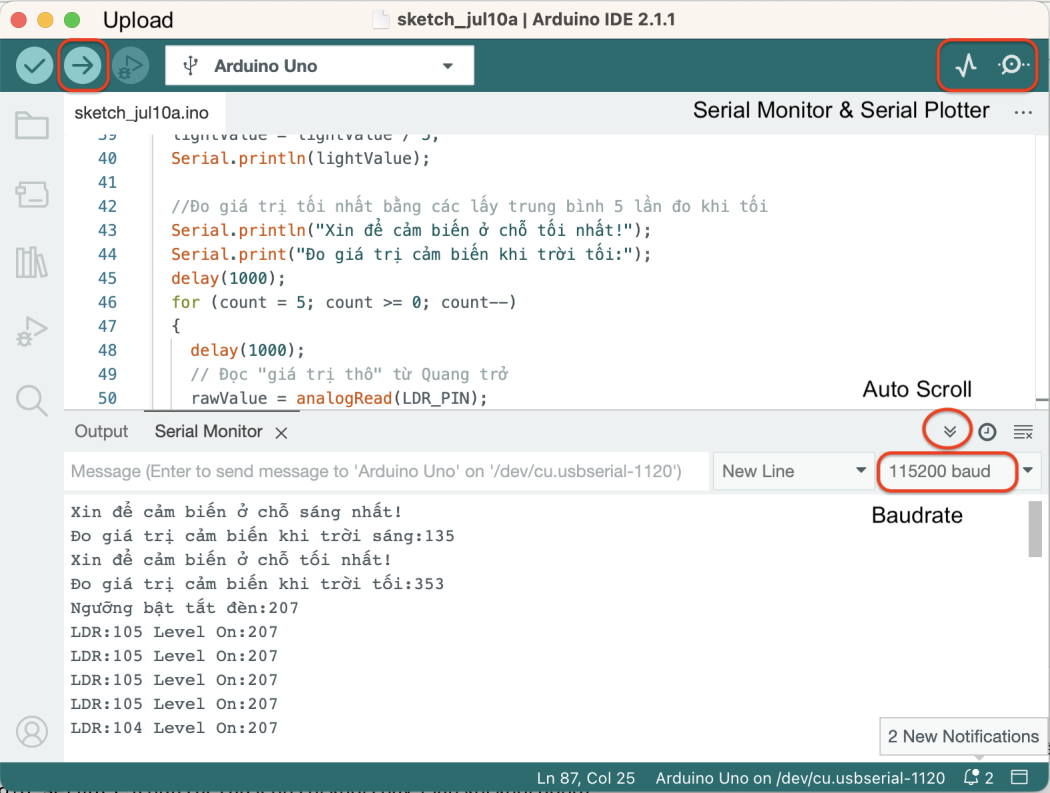 Upload
sketch_jul10a | Arduino IDE 2.1.1
Arduino Uno
sketch_jul10a.ino
Serial Monitor & Serial Plotter
39 lightValue = lightValue / 5;
40 Serial.println(lightValue);
41
42 //Đo giá trị tối nhất bằng các lấy trung bình 5 lần đo khi tối
43 Serial.println("Xin để cảm biến ở chỗ tối nhất!");
44 Serial.print("Đo giá trị cảm biến khi trời tối:");
45 delay(1000);
46 for (count = 5; count >= 0; count--)
47 {
48 delay(1000);
49 // Đọc "giá trị thô" từ Quang trở
50 rawValue = analogRead(LDR_PIN);
Auto Scroll
Output Serial Monitor
Message (Enter to send message to 'Arduino Uno' on '/dev/cu.usbserial-1120')
New Line
115200 baud
Baudrate
Xin để cảm biến ở chỗ sáng nhất!
Đo giá trị cảm biến khi trời sáng:135
Xin để cảm biến ở chỗ tối nhất!
Đo giá trị cảm biến khi trời tối:353
Ngưỡng bật tắt đèn:207
LDR:105 Level On:207
LDR:105 Level On:207
LDR:105 Level On:207
LDR:105 Level On:207
LDR:104 Level On:207
2 New Notifications
Ln 87, Col 25 Arduino Uno on /dev/cu.usbserial-1120 2